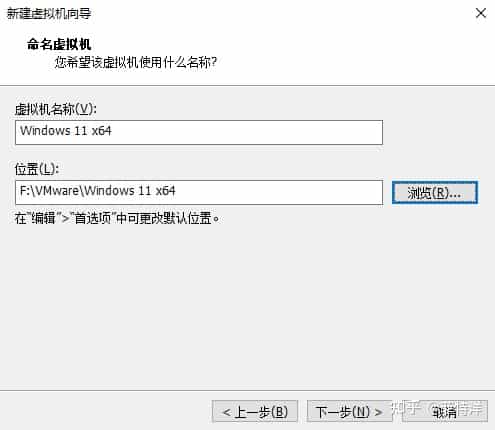 新建虚拟机向导
命名虚拟机
您希望该虚拟机使用什么名称?
虚拟机名称(V):
Windows 11 x64
位置(L):
F:\VMware\Windows 11 x64
浏览(R)...
在“编辑”>“首选项”中可更改默认位置。
< 上一步(B)
下一步(N) >
取消
知乎